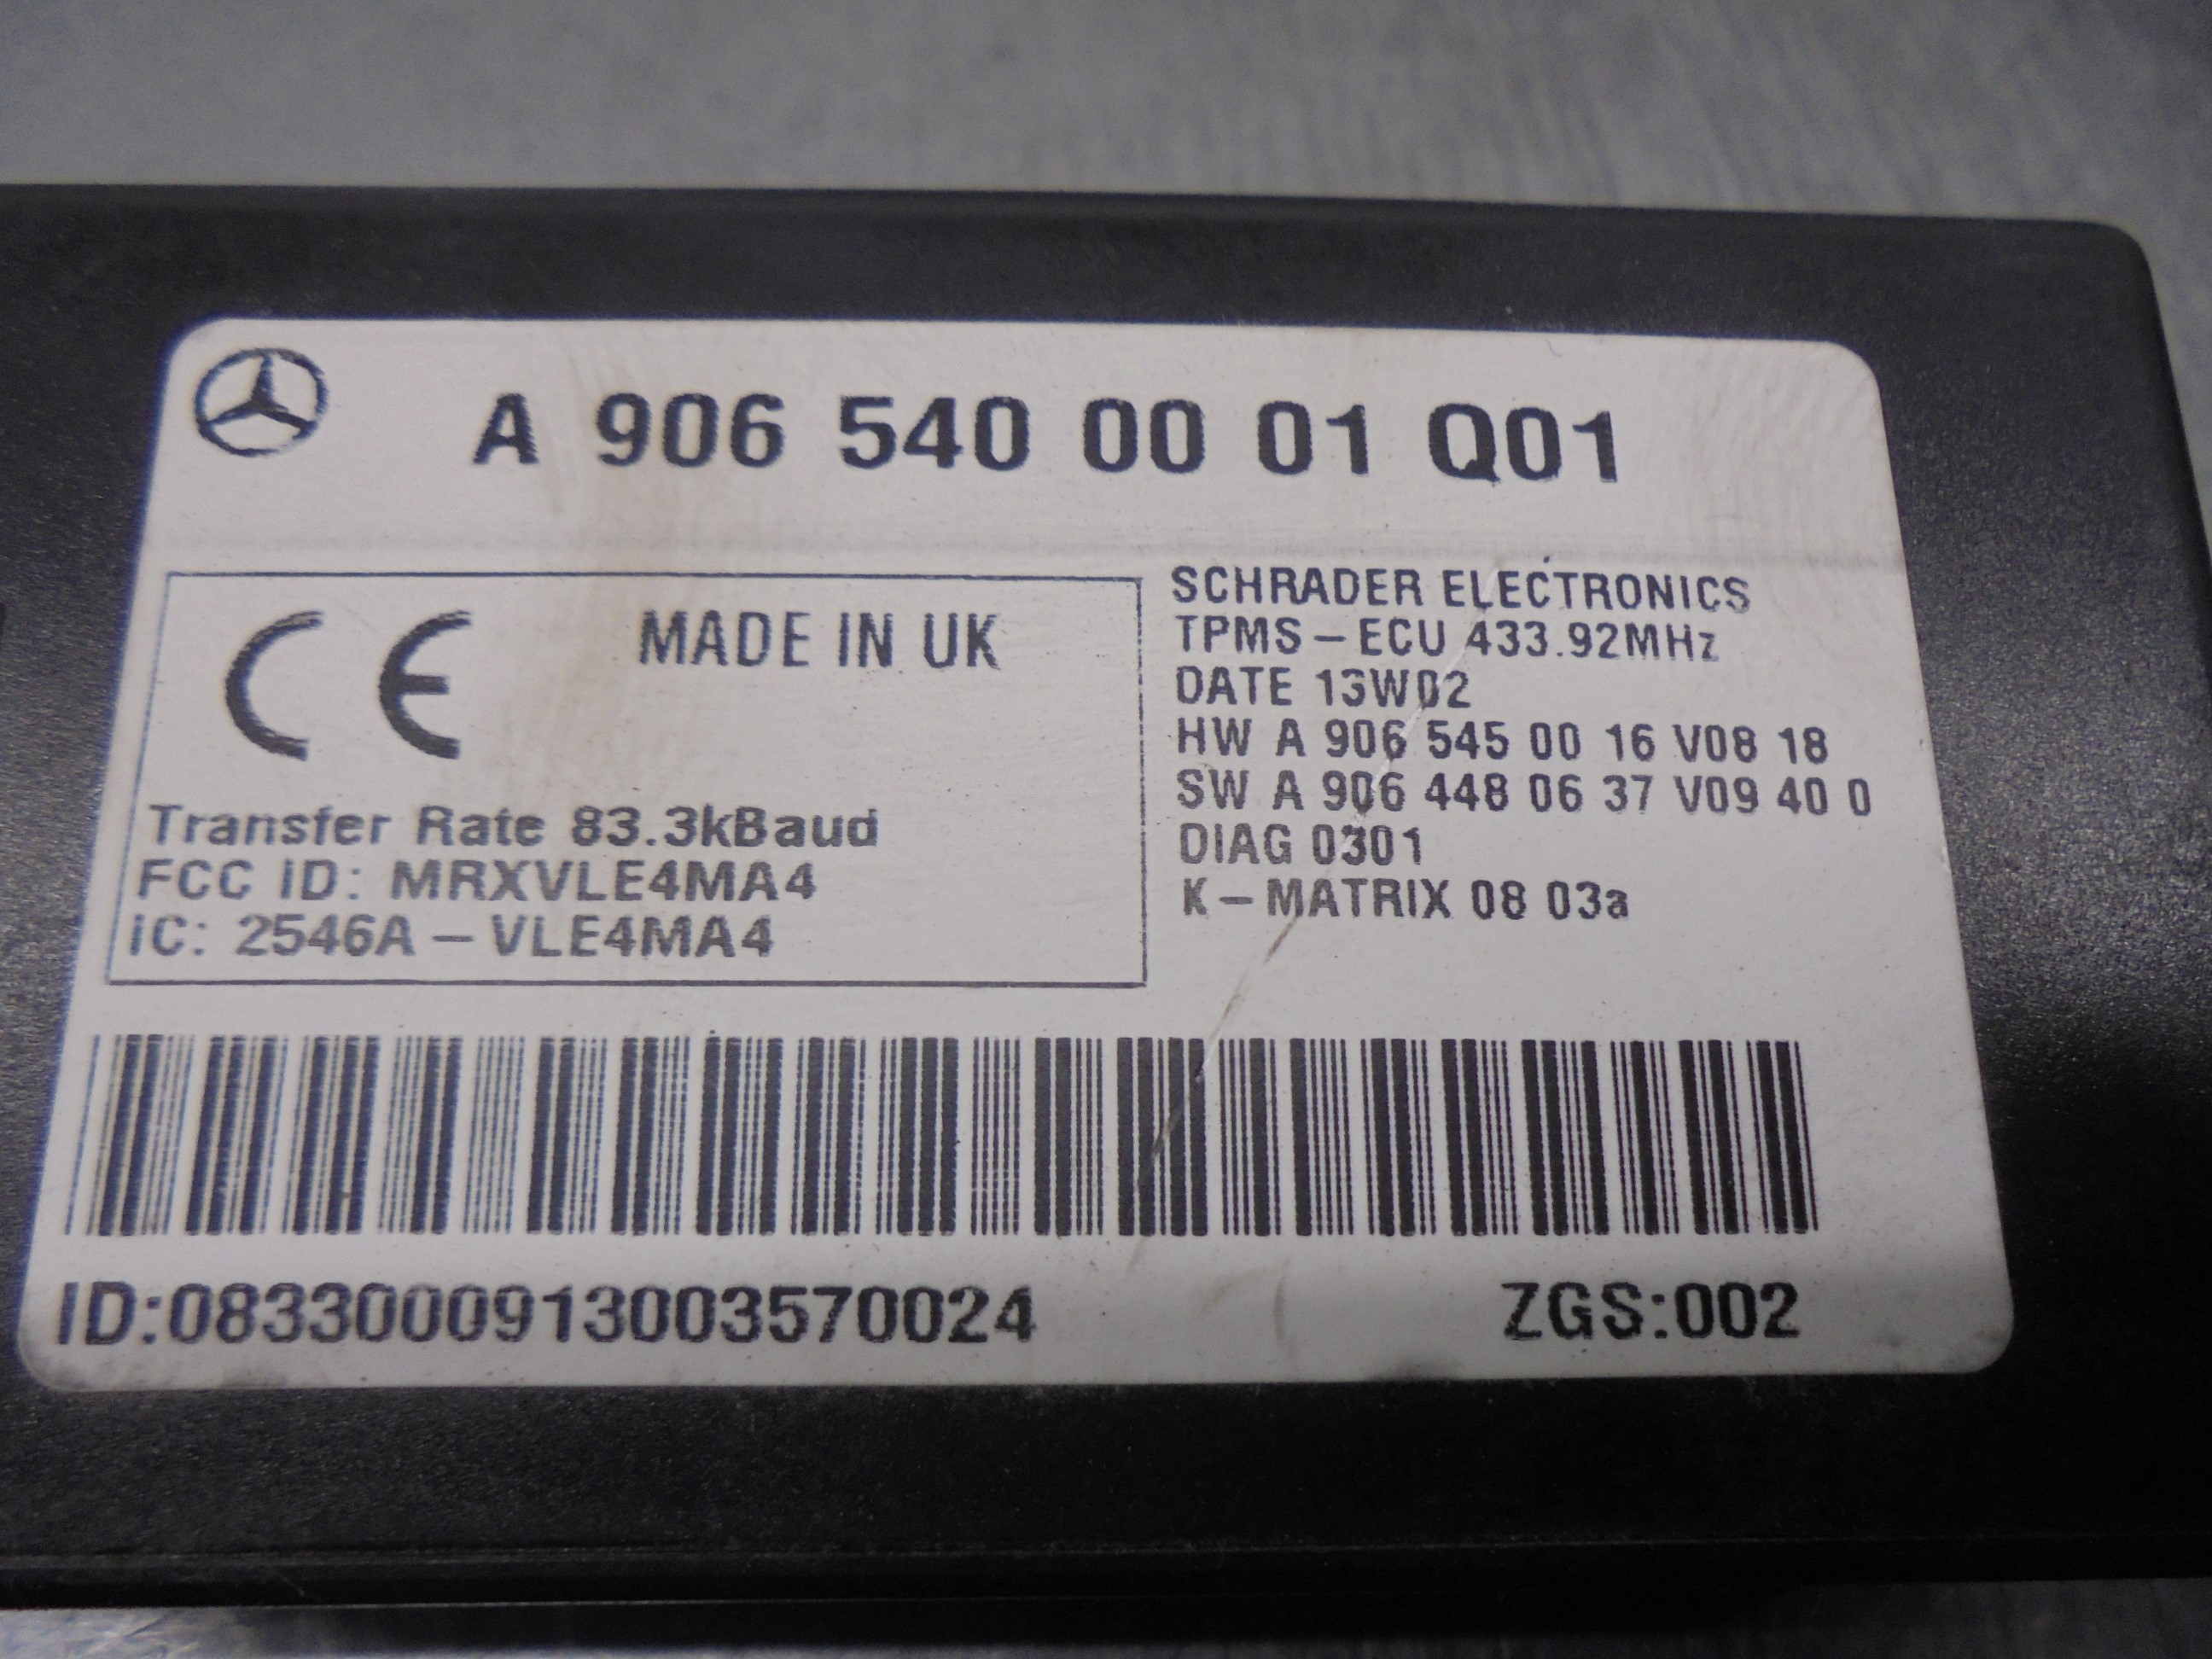 A 906 540 00 01 Q01
CE MADE IN UK
Transfer Rate 83.3kBaud
FCC ID: MRXVLE4MA4
IC: 2546A – VLE4MA4
SCHRADER ELECTRONICS
TPMS – ECU 433.92MHz
DATE 13W02
HW A 906 545 00 16 V08 18
SW A 906 448 06 37 V09 40 0
DIAG 0301
K – MATRIX 08 03a
ID:0833000913003570024
ZGS:002